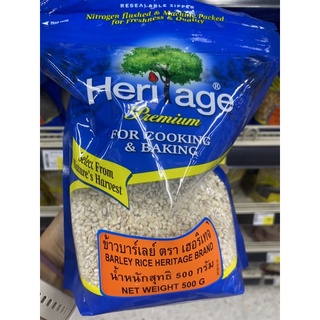 RESEALABLE ZIPPER
Nitrogen flushed & Machine Packed
for Freshness & Quality
Heritage®
Premium
FOR COOKING
& BAKING
Select From
Nature's Harvest
ข้าวบาร์เลย์ ตรา เฮอริเทจ
BARLEY RICE HERITAGE BRAND
น้ำหนักสุทธิ 500 กรัม
NET WEIGHT 500 G